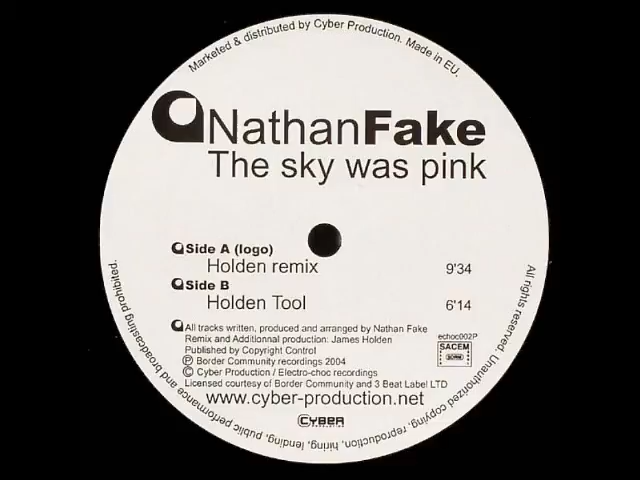 Marketed & distributed by Cyber Production. Made in EU.
NathanFake
The sky was pink
Side A (logo)
Holden remix 9'34
Side B
Holden Tool 6'14
All tracks written, produced and arranged by Nathan Fake
Remix and Additionnal production: James Holden
Published by Copyright Control
Ⓟ Border Community recordings 2004
© Cyber Production / Electro-choc recordings
Licensed courtesy of Border Community and 3 Beat Label LTD
echoc002P
SACEM
SDRM
www.cyber-production.net
CYBER
PRODUCTION
All rights reserved. Unauthorized copying, reproduction, hiring, lending, public performance and broadcasting prohibited.